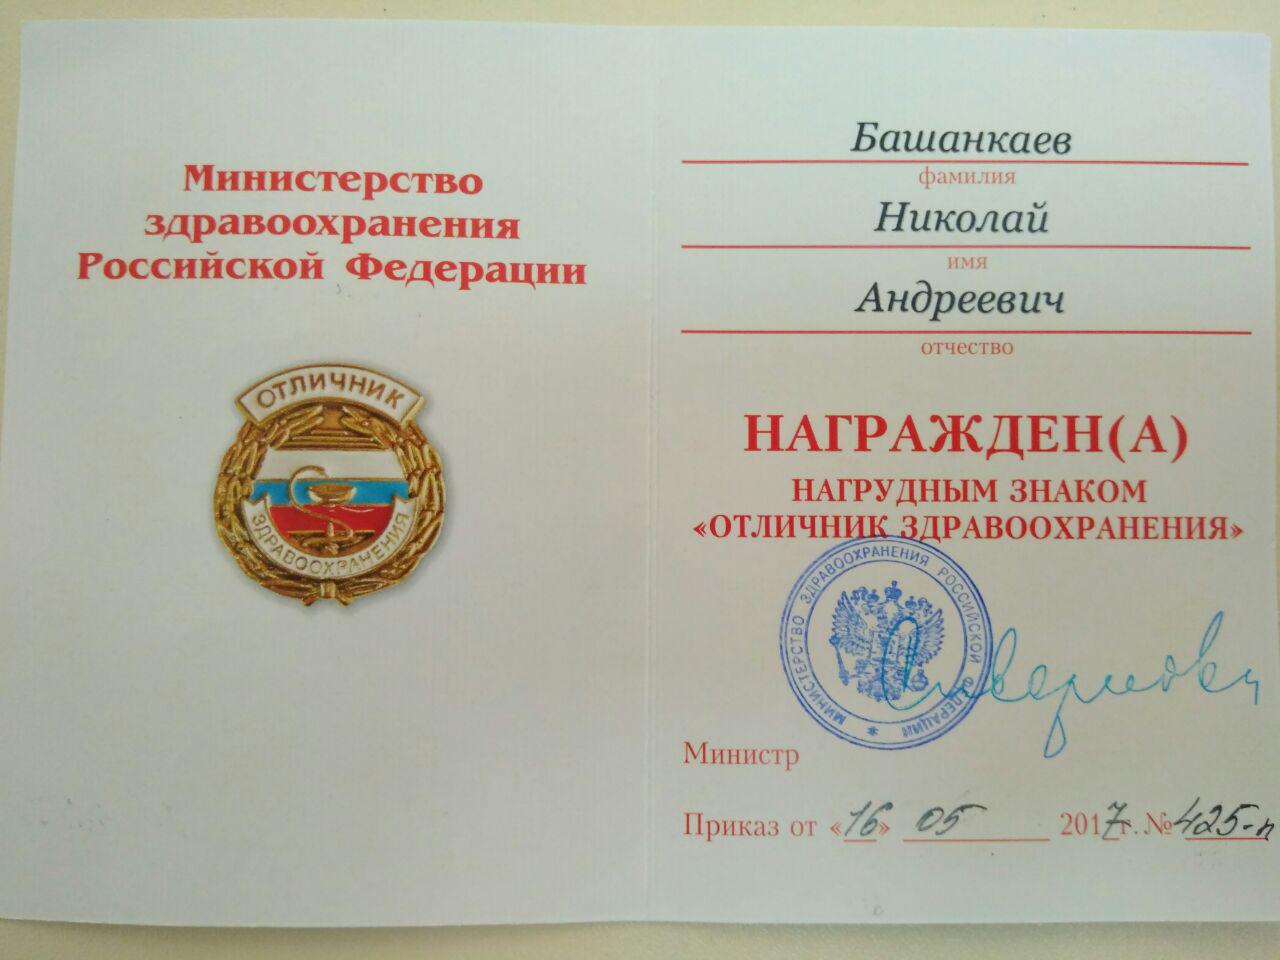 Министерство
здравоохранения
Российской Федерации
ОТЛИЧНИК
ЗДРАВООХРАНЕНИЯ
Башанкаев
фамилия
Николай
имя
Андреевич
отчество
НАГРАЖДЕН(А)
НАГРУДНЫМ ЗНАКОМ
«ОТЛИЧНИК ЗДРАВООХРАНЕНИЯ»
МИНИСТЕРСТВО ЗДРАВООХРАНЕНИЯ РОССИЙСКОЙ ФЕДЕРАЦИИ *
Министр
Приказ от «16» 05 2017г. № 425-п